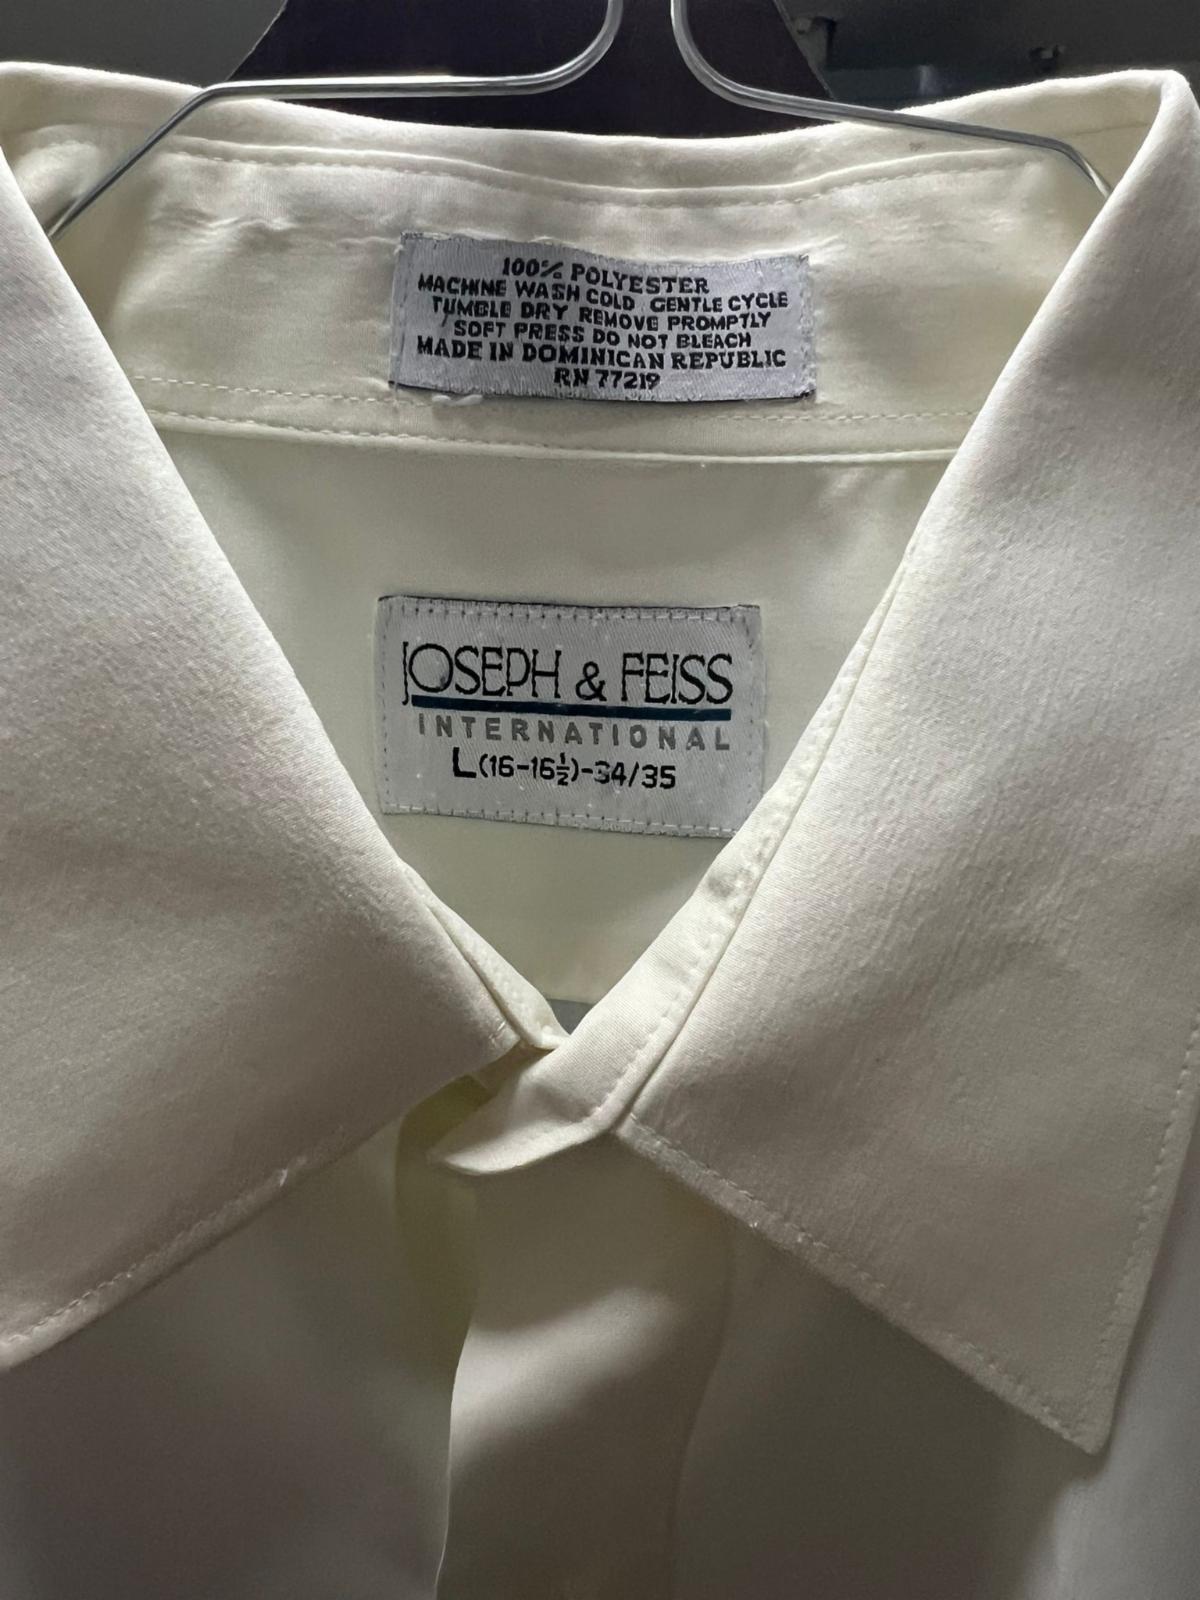 100% POLYESTER
MACHINE WASH COLD GENTLE CYCLE
TUMBLE DRY REMOVE PROMPTLY
SOFT PRESS DO NOT BLEACH
MADE IN DOMINICAN REPUBLIC
RN 77219
JOSEPH & FEISS
INTERNATIONAL
L(16-16½)-34/35